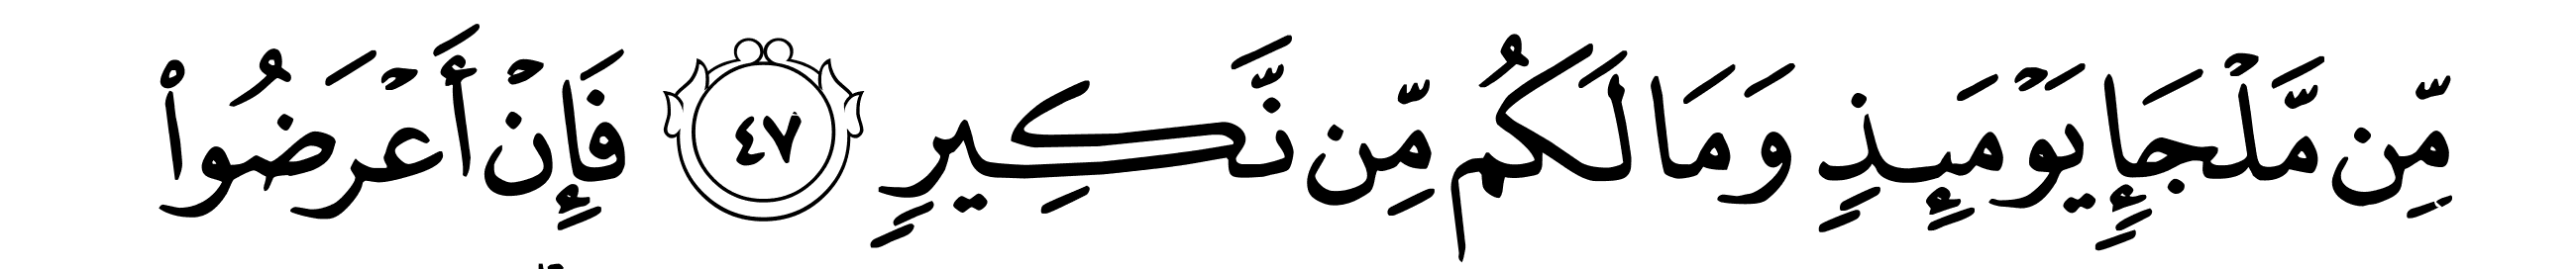 مِّن مَّلۡجَإٖ يَوۡمَئِذٖ وَمَا لَكُم مِّن نَّكِيرٖ ٤٧ فَإِنۡ أَعۡرَضُواْ